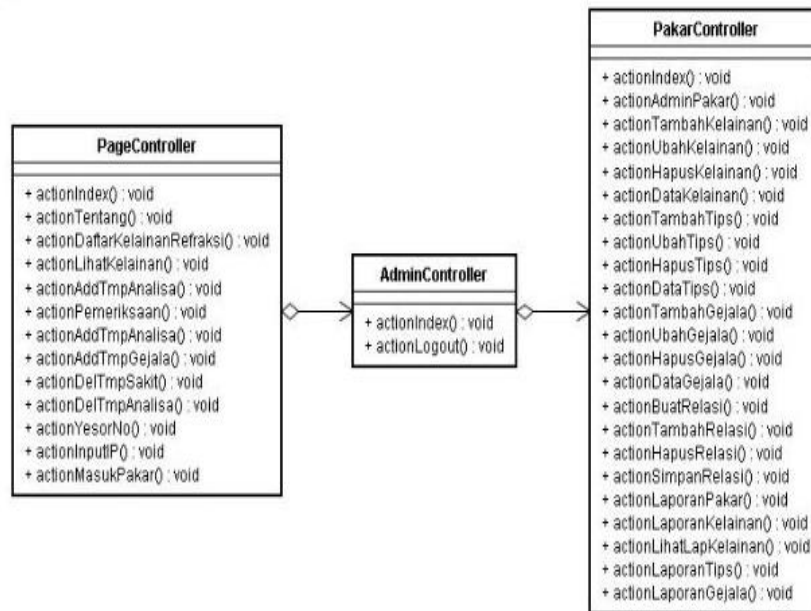 PageController
+ actionIndex() : void
+ actionTentang() : void
+ actionDaftarKelainanRefraksi() : void
+ actionLihatKelainan() : void
+ actionAddTmpAnalisa() : void
+ actionPemeriksaan() : void
+ actionAddTmpAnalisa() : void
+ actionAddTmpGejala() : void
+ actionDelTmpSakit() : void
+ actionDelTmpAnalisa() : void
+ actionYesorNo() : void
+ actionInputIP() : void
+ actionMasukPakar() : void
AdminController
+ actionIndex() : void
+ actionLogout() : void
PakarController
+ actionIndex() : void
+ actionAdminPakar() : void
+ actionTambahKelainan() : void
+ actionUbahKelainan() : void
+ actionHapusKelainan() : void
+ actionDataKelainan() : void
+ actionTambahTips() : void
+ actionUbahTips() : void
+ actionHapusTips() : void
+ actionDataTips() : void
+ actionTambahGejala() : void
+ actionUbahGejala() : void
+ actionHapusGejala() : void
+ actionDataGejala() : void
+ actionBuatRelasi() : void
+ actionTambahRelasi() : void
+ actionHapusRelasi() : void
+ actionSimpanRelasi() : void
+ actionLaporanPakar() : void
+ actionLaporanKelainan() : void
+ actionLihatLapKelainan() : void
+ actionLaporanTips() : void
+ actionLaporanGejala() : void